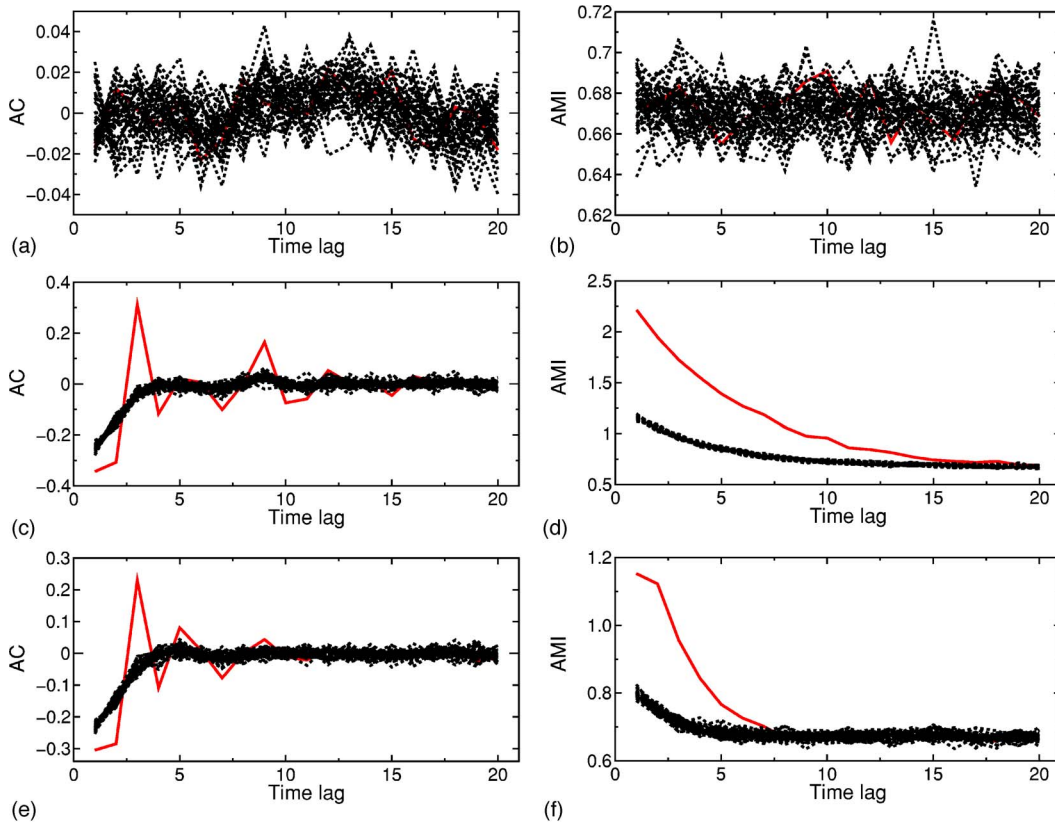 0.04
0.02
0
−0.02
−0.04
AC
0 5 10 15 20
Time lag
(a)
0.72
0.7
0.68
0.66
0.64
0.62
AMI
0 5 10 15 20
Time lag
(b)
0.4
0.2
0
−0.2
−0.4
AC
0 5 10 15 20
Time lag
(c)
2.5
2
1.5
1
0.5
AMI
0 5 10 15 20
Time lag
(d)
0.3
0.2
0.1
0
−0.1
−0.2
−0.3
AC
0 5 10 15 20
Time lag
(e)
1.2
1.0
0.8
0.6
AMI
0 5 10 15 20
Time lag
(f)